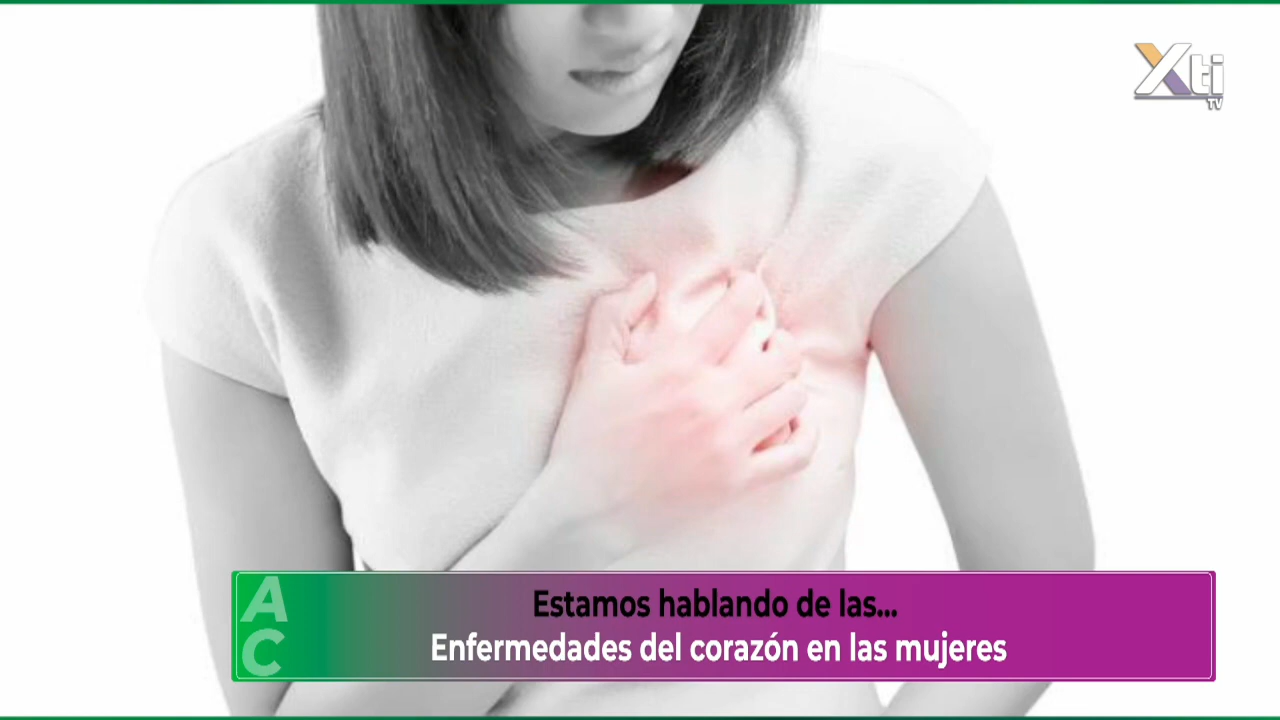 Xti
TV
A
C
Estamos hablando de las...
Enfermedades del corazón en las mujeres